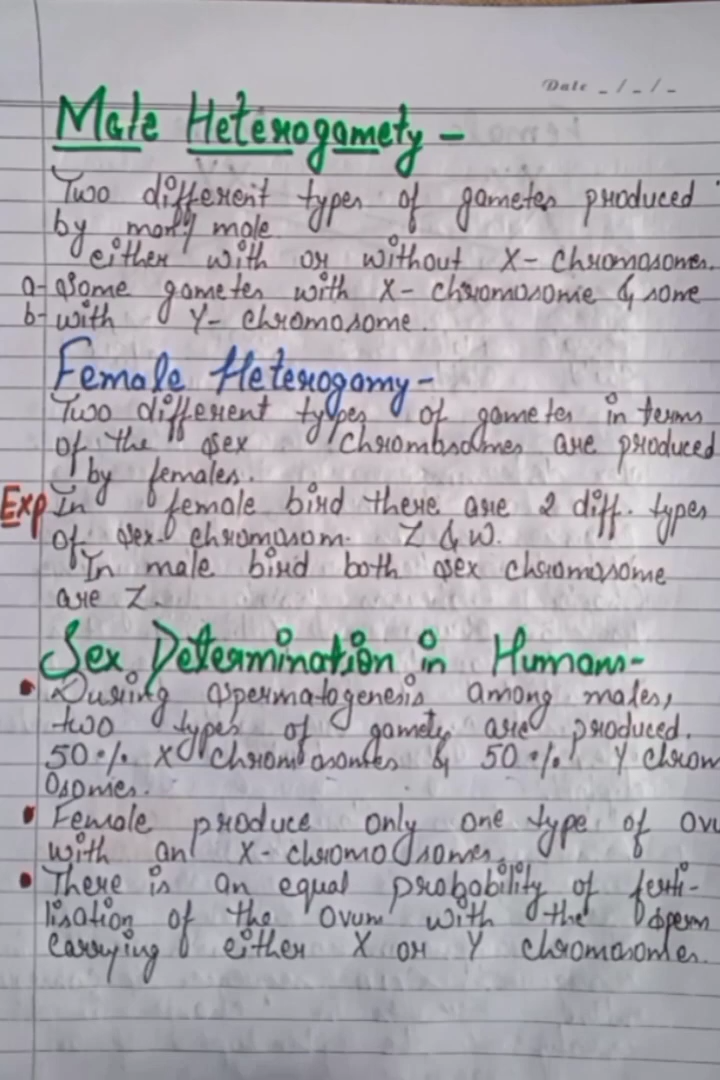 Date _/_/_
Male Heterogamety -
Two different types of gametes produced
by many male
either with or without X- Chromosomes.
a- Some gametes with X- chromosomie & some
b- with Y- Chromosome.
Female Heterogamy-
Two different types of gametes in terms
of the sex Chromosomes are produced
by females.
Exp In female bird there are 2 diff. types
of sex chromosom. Z & W.
In male bird both sex chromosome
are Z.
Sex Determination in Humans-
• During spermatogenesis among males,
two types of gamety are produced.
50% X Chromosomes & 50% Y chrom
osomes.
• Female produce only one type of ovu
with an X- chromosomes.
• There is an equal probobility of ferti-
lisation of the ovum with the sperm
Carrying either X or Y chromosomes.